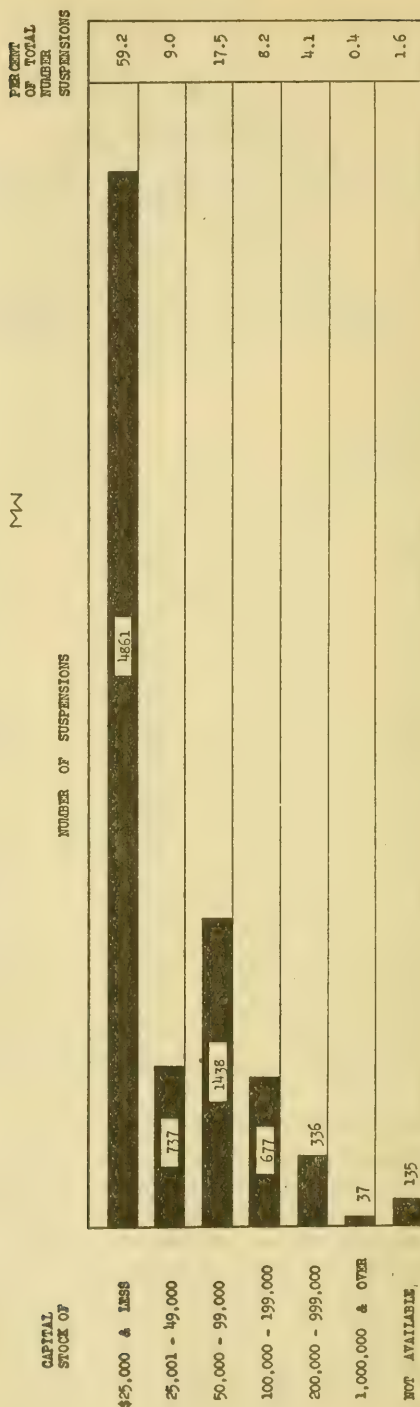 MW
CAPITAL
STOCK OF
NUMBER OF SUSPENSIONS
PERCENT
OF TOTAL
NUMBER
SUSPENSIONS
$25,000 & LESS 4861 59.2
25,001 - 49,000 737 9.0
50,000 - 99,000 1438 17.5
100,000 - 199,000 677 8.2
200,000 - 999,000 336 4.1
1,000,000 & OVER 37 0.4
NOT AVAILABLE, 135 1.6